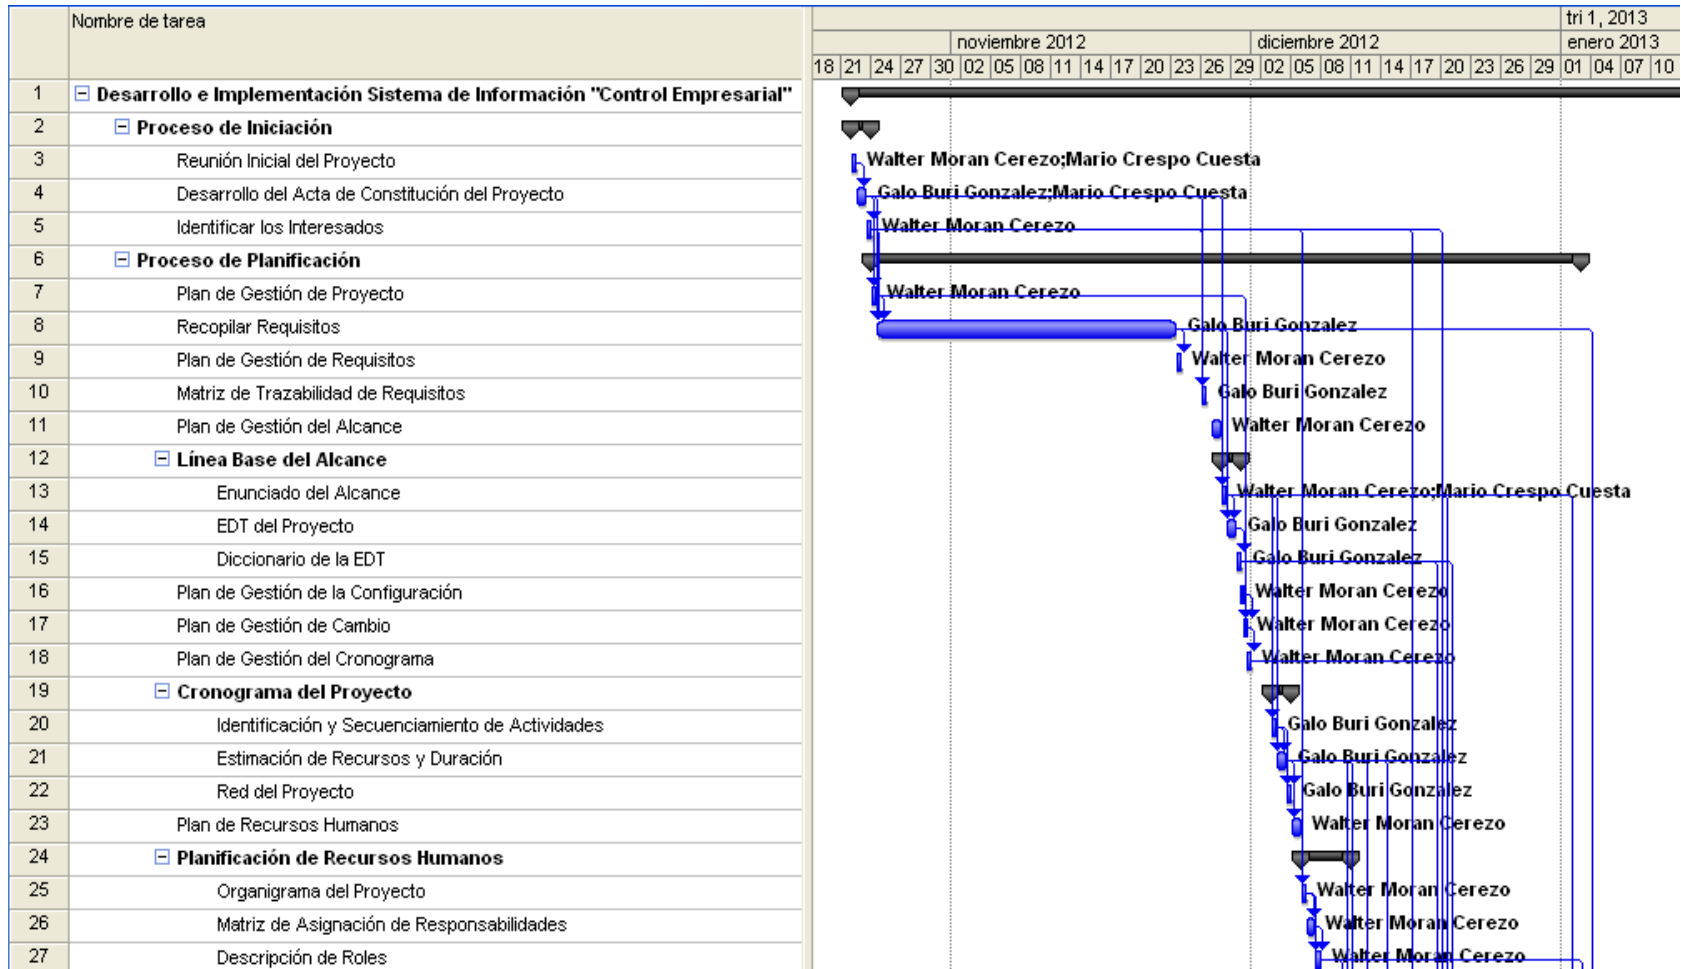 Nombre de tarea
tri 1, 2013
noviembre 2012 diciembre 2012 enero 2013
18 21 24 27 30 02 05 08 11 14 17 20 23 26 29 02 05 08 11 14 17 20 23 26 29 01 04 07 10
1 Desarrollo e Implementación Sistema de Información "Control Empresarial"
2 Proceso de Iniciación
3 Reunión Inicial del Proyecto Walter Moran Cerezo;Mario Crespo Cuesta
4 Desarrollo del Acta de Constitución del Proyecto Galo Buri Gonzalez;Mario Crespo Cuesta
5 Identificar los Interesados Walter Moran Cerezo
6 Proceso de Planificación
7 Plan de Gestión de Proyecto Walter Moran Cerezo
8 Recopilar Requisitos Galo Buri Gonzalez
9 Plan de Gestión de Requisitos Walter Moran Cerezo
10 Matriz de Trazabilidad de Requisitos Galo Buri Gonzalez
11 Plan de Gestión del Alcance Walter Moran Cerezo
12 Línea Base del Alcance
13 Enunciado del Alcance Walter Moran Cerezo;Mario Crespo Cuesta
14 EDT del Proyecto Galo Buri Gonzalez
15 Diccionario de la EDT Galo Buri Gonzalez
16 Plan de Gestión de la Configuración Walter Moran Cerezo
17 Plan de Gestión de Cambio Walter Moran Cerezo
18 Plan de Gestión del Cronograma Walter Moran Cerezo
19 Cronograma del Proyecto
20 Identificación y Secuenciamiento de Actividades Galo Buri Gonzalez
21 Estimación de Recursos y Duración Galo Buri Gonzalez
22 Red del Proyecto Galo Buri Gonzalez
23 Plan de Recursos Humanos Walter Moran Cerezo
24 Planificación de Recursos Humanos
25 Organigrama del Proyecto Walter Moran Cerezo
26 Matriz de Asignación de Responsabilidades Walter Moran Cerezo
27 Descripción de Roles Walter Moran Cerezo